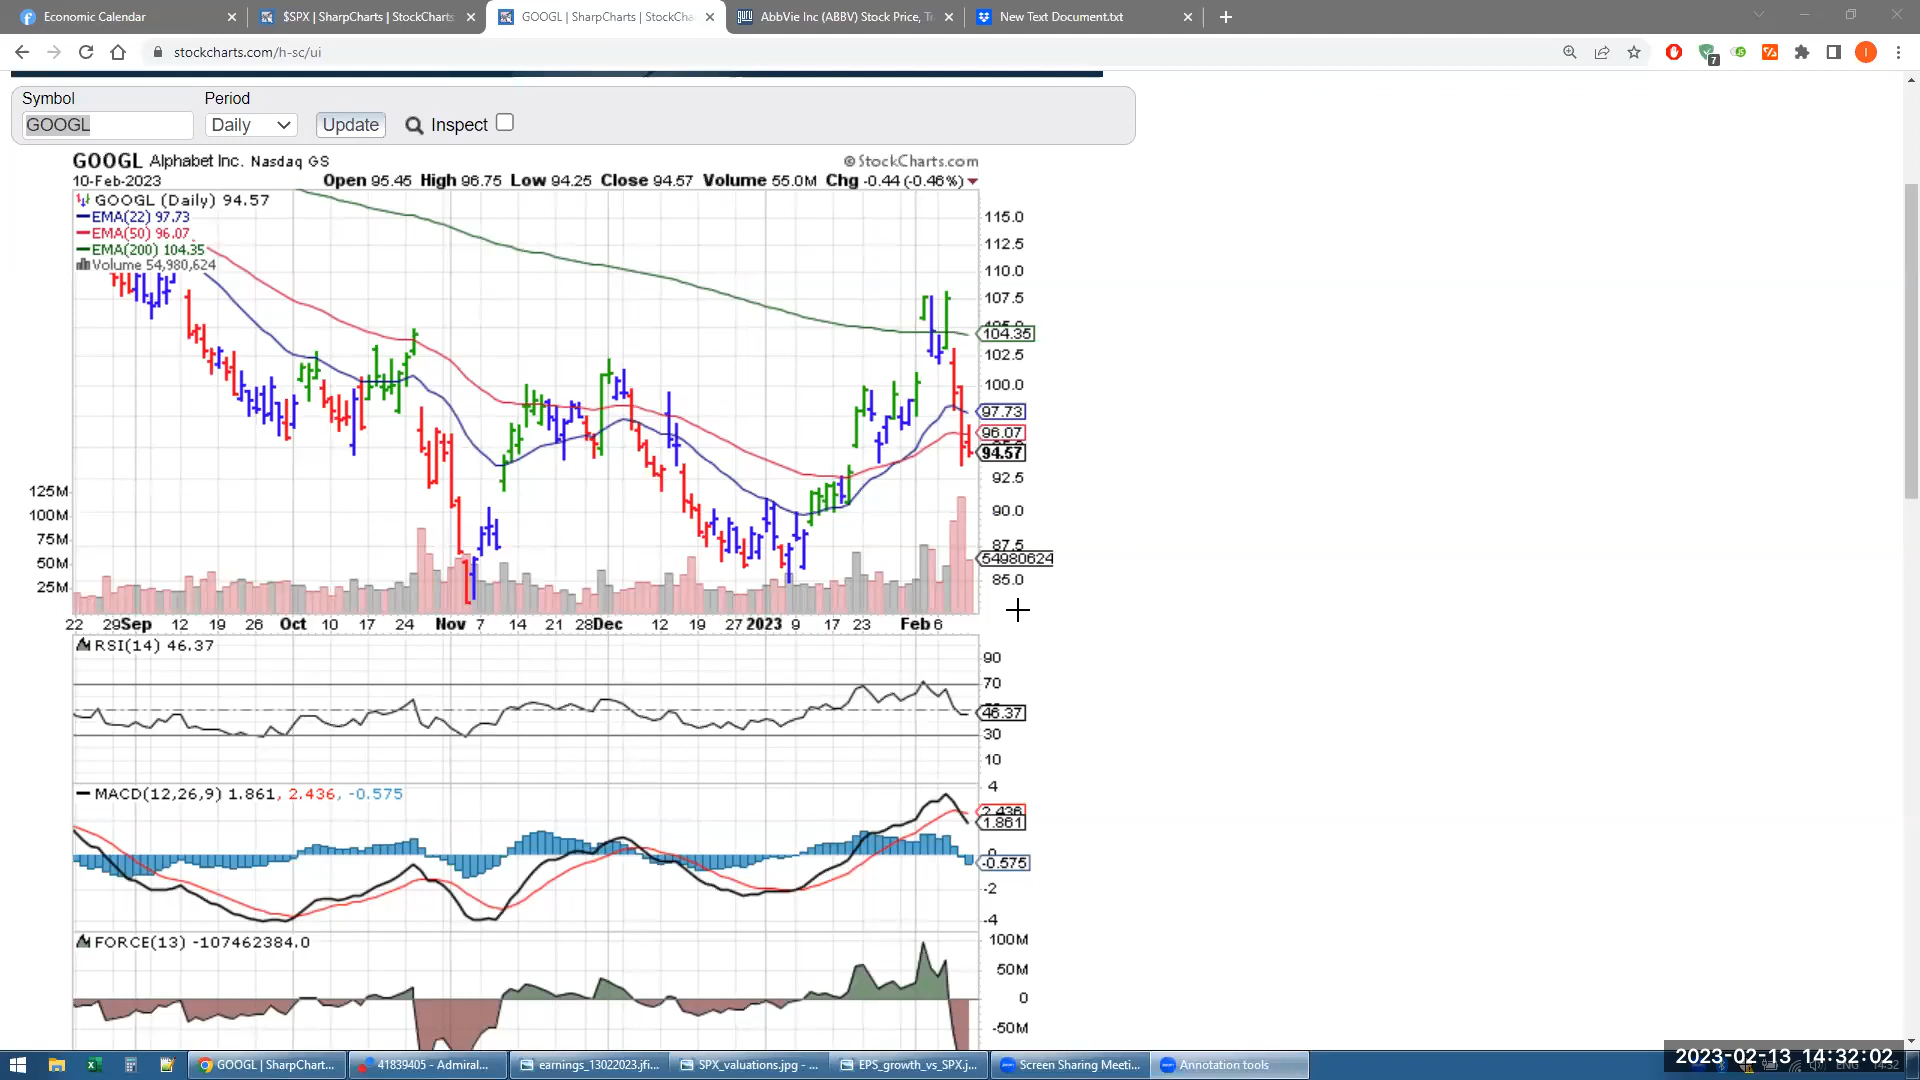 Economic Calendar
$SPX | SharpCharts | StockCharts
GOOGL | SharpCharts | StockCha
AbbVie Inc (ABBV) Stock Price, T
New Text Document.txt
stockcharts.com/h-sc/ui
7
I
Symbol
Period
GOOGL
Daily
Update
Inspect
GOOGL Alphabet Inc. Nasdaq GS
© StockCharts.com
10-Feb-2023
Open 95.45 High 96.75 Low 94.25 Close 94.57 Volume 55.0M Chg -0.44 (-0.46%)
GOOGL (Daily) 94.57
EMA(22) 97.73
EMA(50) 96.07
EMA(200) 104.35
Volume 54,980,624
115.0
112.5
110.0
107.5
104.35
102.5
100.0
97.73
96.07
94.57
92.5
90.0
87.5
54980624
85.0
125M
100M
75M
50M
25M
22 29 Sep 12 19 26 Oct 10 17 24 Nov 7 14 21 28 Dec 12 19 27 2023 9 17 23 Feb 6
RSI(14) 46.37
90
70
46.37
30
10
MACD(12,26,9) 1.861, 2.436, -0.575
4
2.436
1.861
0
-0.575
-2
-4
FORCE(13) -107462384.0
100M
50M
0
-50M
GOOGL | SharpChart...
41839405 - Admiral...
earnings_13022023.jfi...
SPX_valuations.jpg - ...
EPS_growth_vs_SPX.j...
Screen Sharing Meeti...
Annotation tools
2023-02-13 14:32:02
ENG 14:32